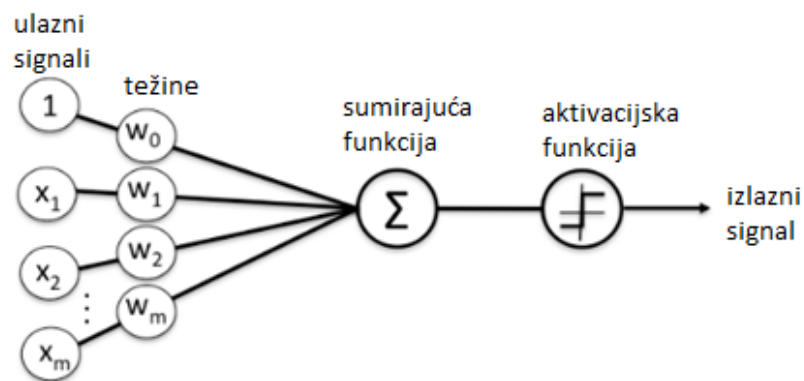 ulazni
signali
težine
sumirajuća
funkcija
aktivacijska
funkcija
izlazni
signal
1
w0
x1
w1
x2
w2
⋮
xm
wm
Σ